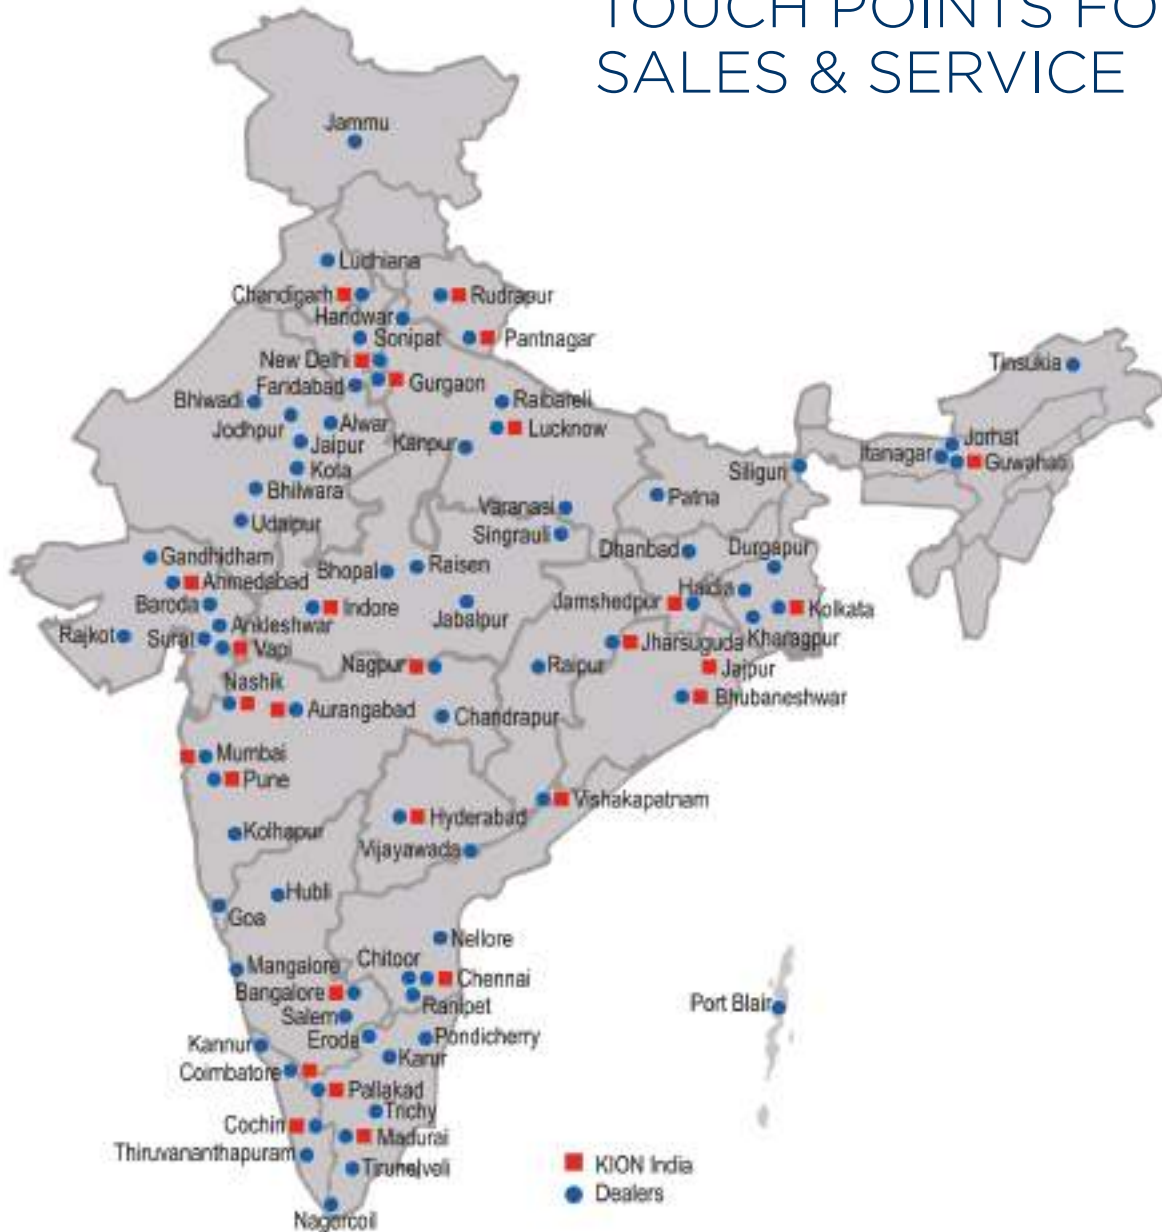 TOUCH POINTS FO
SALES & SERVICE
Jammu
Ludhiana
Chandigarh
Rudrapur
Haridwar
Sonipat
Pantnagar
New Delhi
Faridabad
Gurgaon
Tinsukia
Bhiwadi
Raibareli
Jodhpur
Alwar
Lucknow
Jaipur
Kanpur
Jorhat
Itanagar
Guwahati
Kota
Siliguri
Bhilwara
Patna
Varanasi
Udaipur
Singrauli
Dhanbad
Durgapur
Gandhidham
Bhopal
Raisen
Ahmedabad
Haldia
Baroda
Indore
Jabalpur
Jamshedpur
Kolkata
Rajkot
Ankleshwar
Surat
Kharagpur
Vapi
Jharsuguda
Nagpur
Raipur
Jajpur
Nashik
Bhubaneshwar
Aurangabad
Chandrapur
Mumbai
Pune
Vishakapatnam
Hyderabad
Kolhapur
Vijayawada
Hubli
Goa
Nellore
Chitoor
Mangalore
Chennai
Bangalore
Ranipet
Port Blair
Salem
Erode
Pondicherry
Kannur
Karur
Coimbatore
Pallakad
Trichy
Cochin
Madurai
Thiruvananthapuram
Tirunelveli
KION India
Dealers
Nagercoil